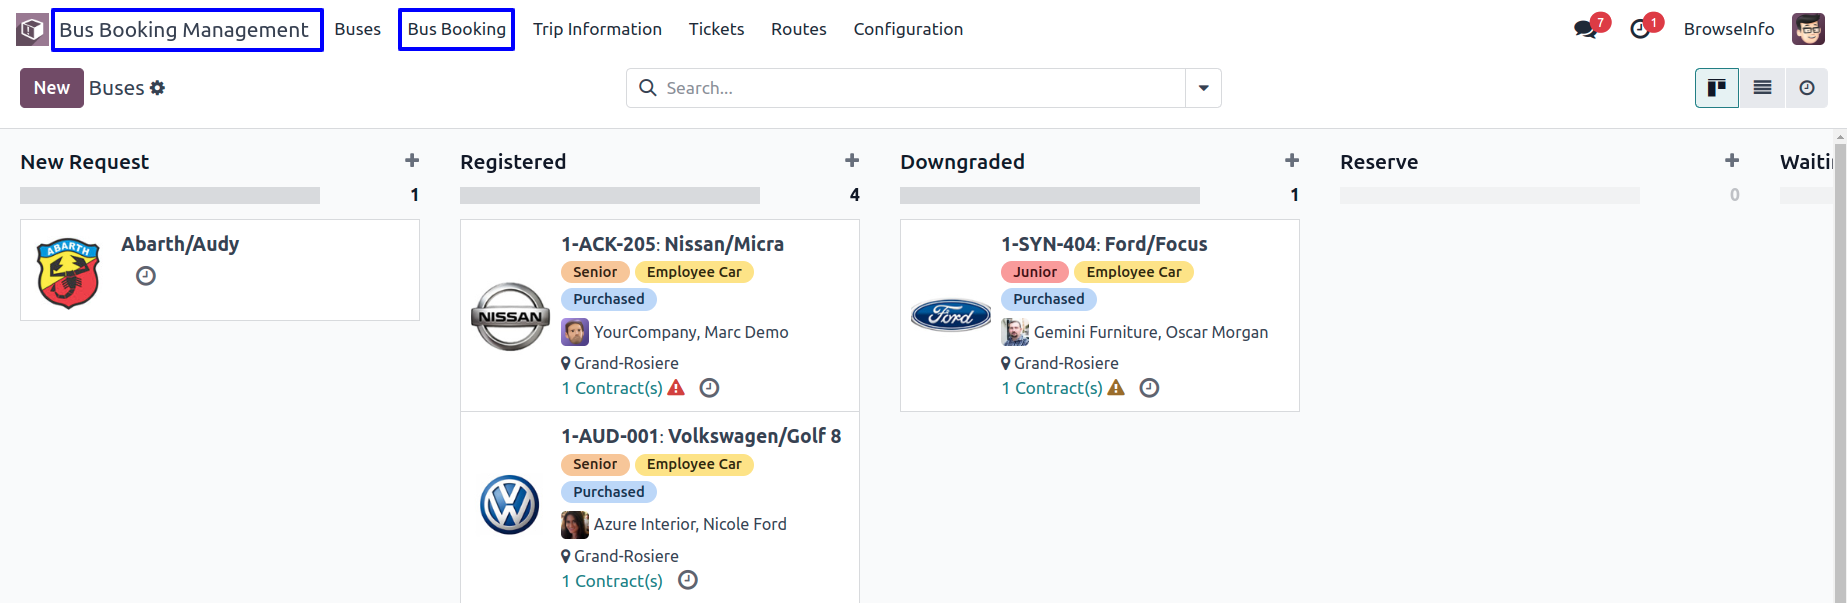 Bus Booking Management Buses Bus Booking Trip Information Tickets Routes Configuration 7 1 BrowseInfo
New Buses Search...
New Request
1
ABARTH
Abarth/Audy
Registered
4
NISSAN
1-ACK-205: Nissan/Micra
Senior Employee Car
Purchased
YourCompany, Marc Demo
Grand-Rosiere
1 Contract(s)
1-AUD-001: Volkswagen/Golf 8
Senior Employee Car
Purchased
Azure Interior, Nicole Ford
Grand-Rosiere
1 Contract(s)
Downgraded
1
Ford
1-SYN-404: Ford/Focus
Junior Employee Car
Purchased
Gemini Furniture, Oscar Morgan
Grand-Rosiere
1 Contract(s)
Reserve
0